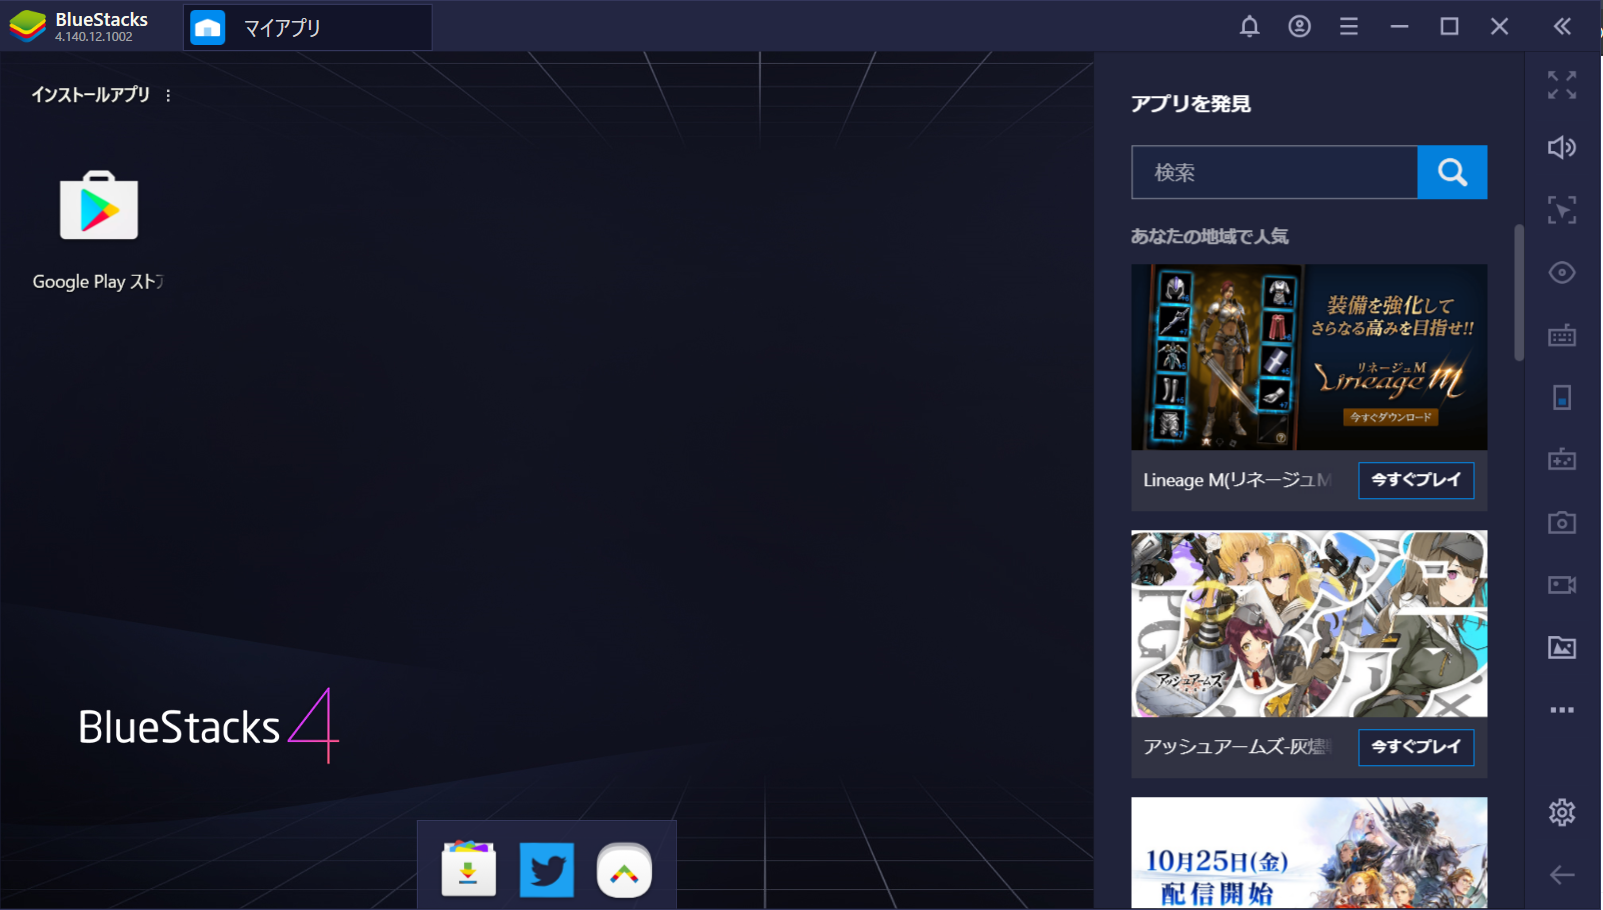 BlueStacks
4.140.12.1002
マイアプリ
インストールアプリ
Google Play スト
BlueStacks 4
アプリを発見
検索
あなたの地域で人気
装備を強化して
さらなる高みを目指せ!!
リネージュM
Lineage M
今すぐダウンロード
Lineage M(リネージュM
今すぐプレイ
アッシュアームズ
アッシュアームズ-灰燼
今すぐプレイ
10月25日(金)
配信開始